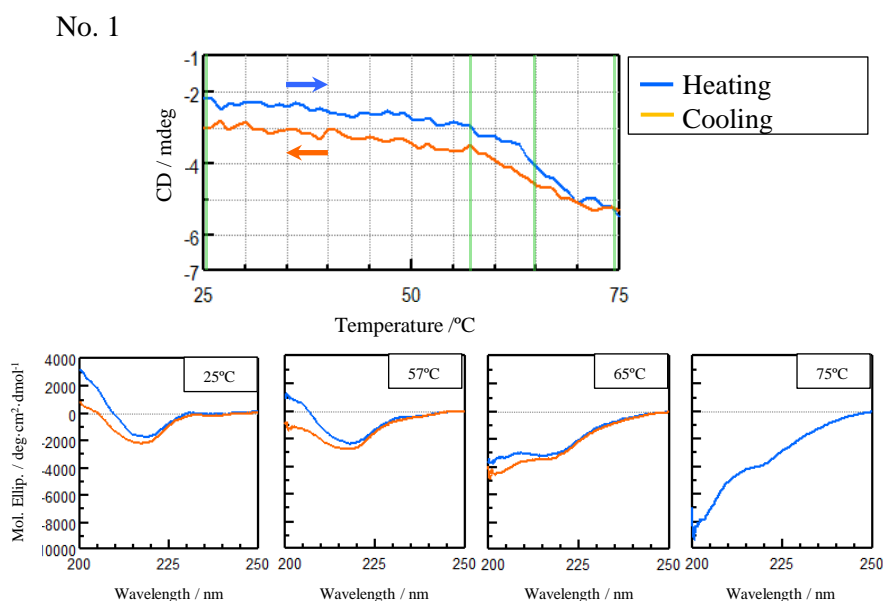 No. 1
-1
-2
-4
-6
-7
CD / mdeg
25
50
75
Temperature /ºC
Heating
Cooling
4000
2000
0
-2000
-4000
-6000
-8000
10000
Mol. Ellip. / deg·cm²·dmol⁻¹
25ºC
57ºC
65ºC
75ºC
200
225
250
200
225
250
200
225
250
200
225
250
Wavelength / nm
Wavelength / nm
Wavelength / nm
Wavelength / nm